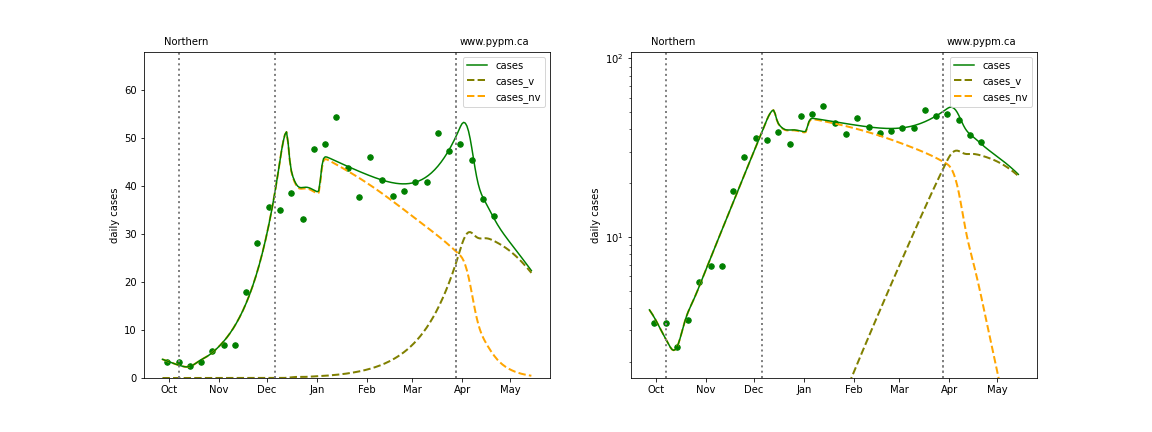 Northern www.pypm.ca
cases
cases_v
cases_nv
daily cases
60
50
40
30
20
10
0
Oct Nov Dec Jan Feb Mar Apr May
Northern www.pypm.ca
cases
cases_v
cases_nv
daily cases
10²
10¹
Oct Nov Dec Jan Feb Mar Apr May